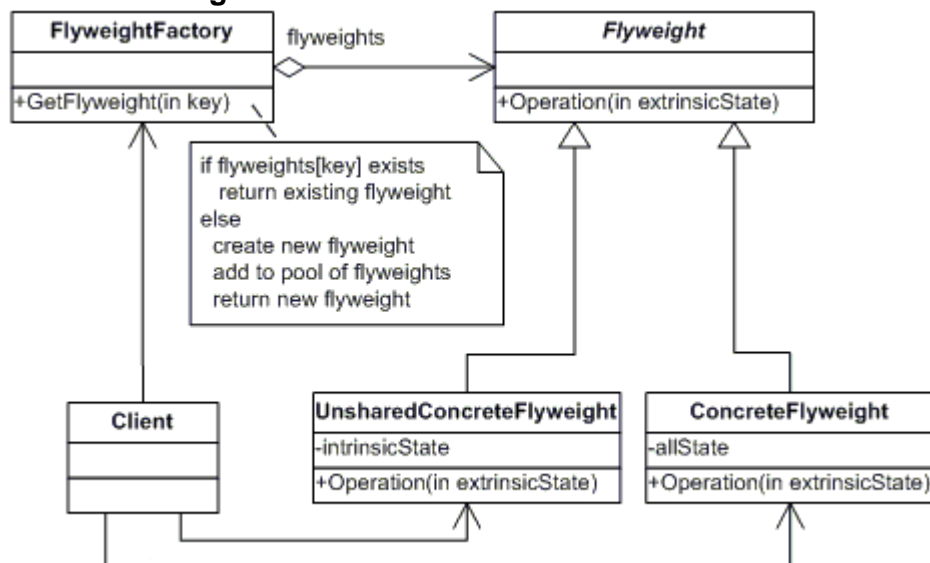 FlyweightFactory
+GetFlyweight(in key)
flyweights
Flyweight
+Operation(in extrinsicState)
if flyweights[key] exists
return existing flyweight
else
create new flyweight
add to pool of flyweights
return new flyweight
Client
UnsharedConcreteFlyweight
-intrinsicState
+Operation(in extrinsicState)
ConcreteFlyweight
-allState
+Operation(in extrinsicState)